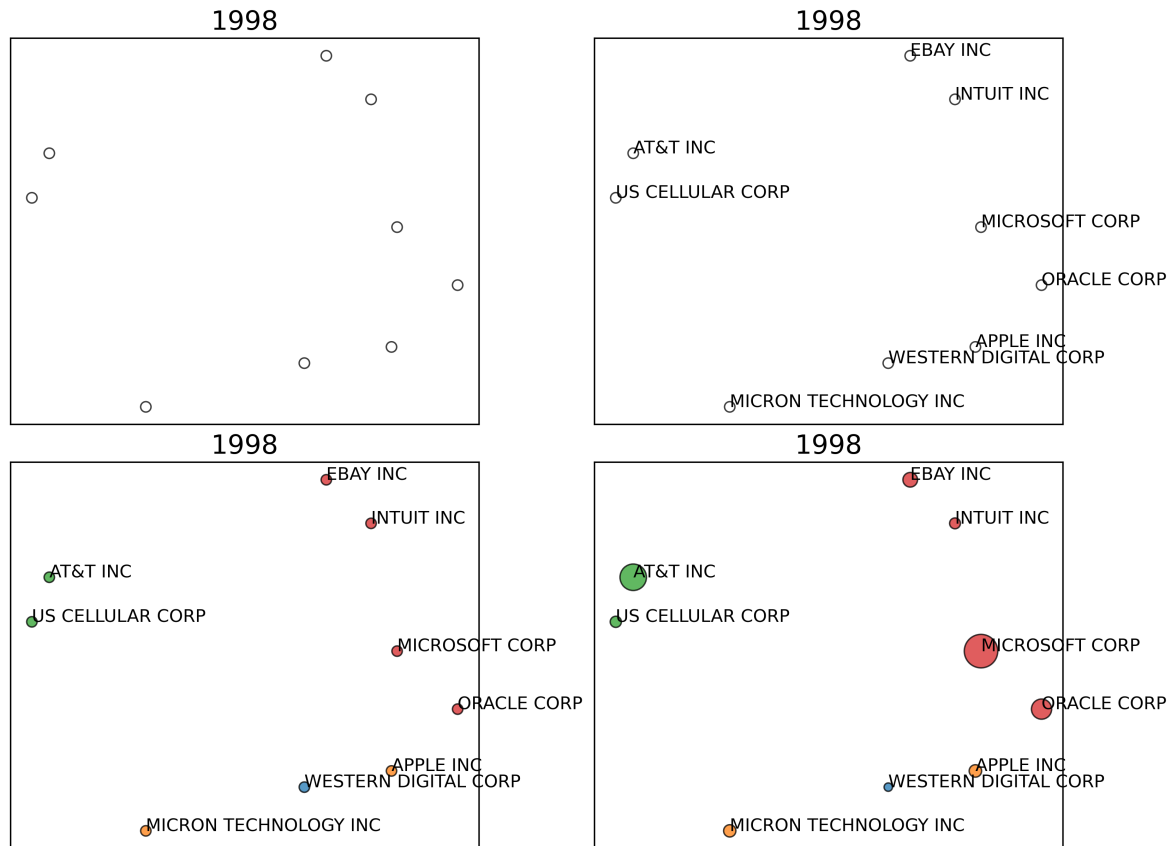 1998
1998
EBAY INC
INTUIT INC
AT&T INC
US CELLULAR CORP
MICROSOFT CORP
ORACLE CORP
APPLE INC
WESTERN DIGITAL CORP
MICRON TECHNOLOGY INC
1998
EBAY INC
INTUIT INC
AT&T INC
US CELLULAR CORP
MICROSOFT CORP
ORACLE CORP
APPLE INC
WESTERN DIGITAL CORP
MICRON TECHNOLOGY INC
1998
EBAY INC
INTUIT INC
AT&T INC
US CELLULAR CORP
MICROSOFT CORP
ORACLE CORP
APPLE INC
WESTERN DIGITAL CORP
MICRON TECHNOLOGY INC